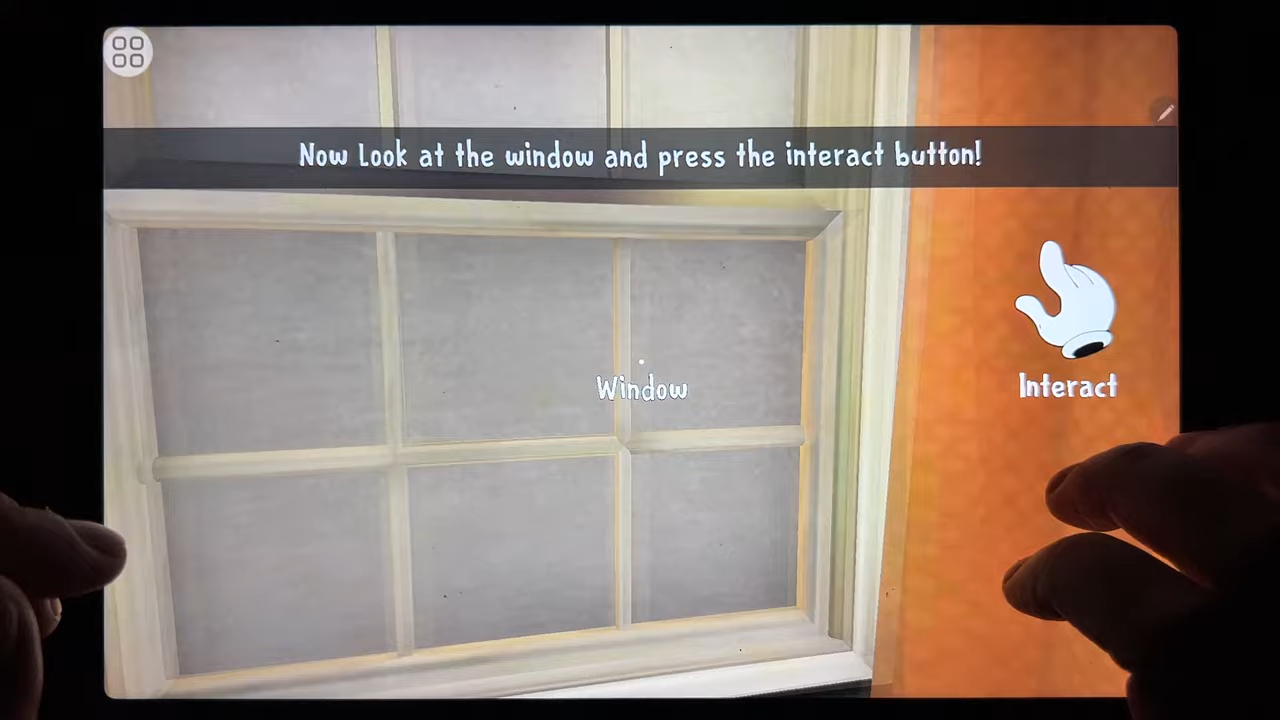 Now Look at the window and press the interact button!
Window
Interact